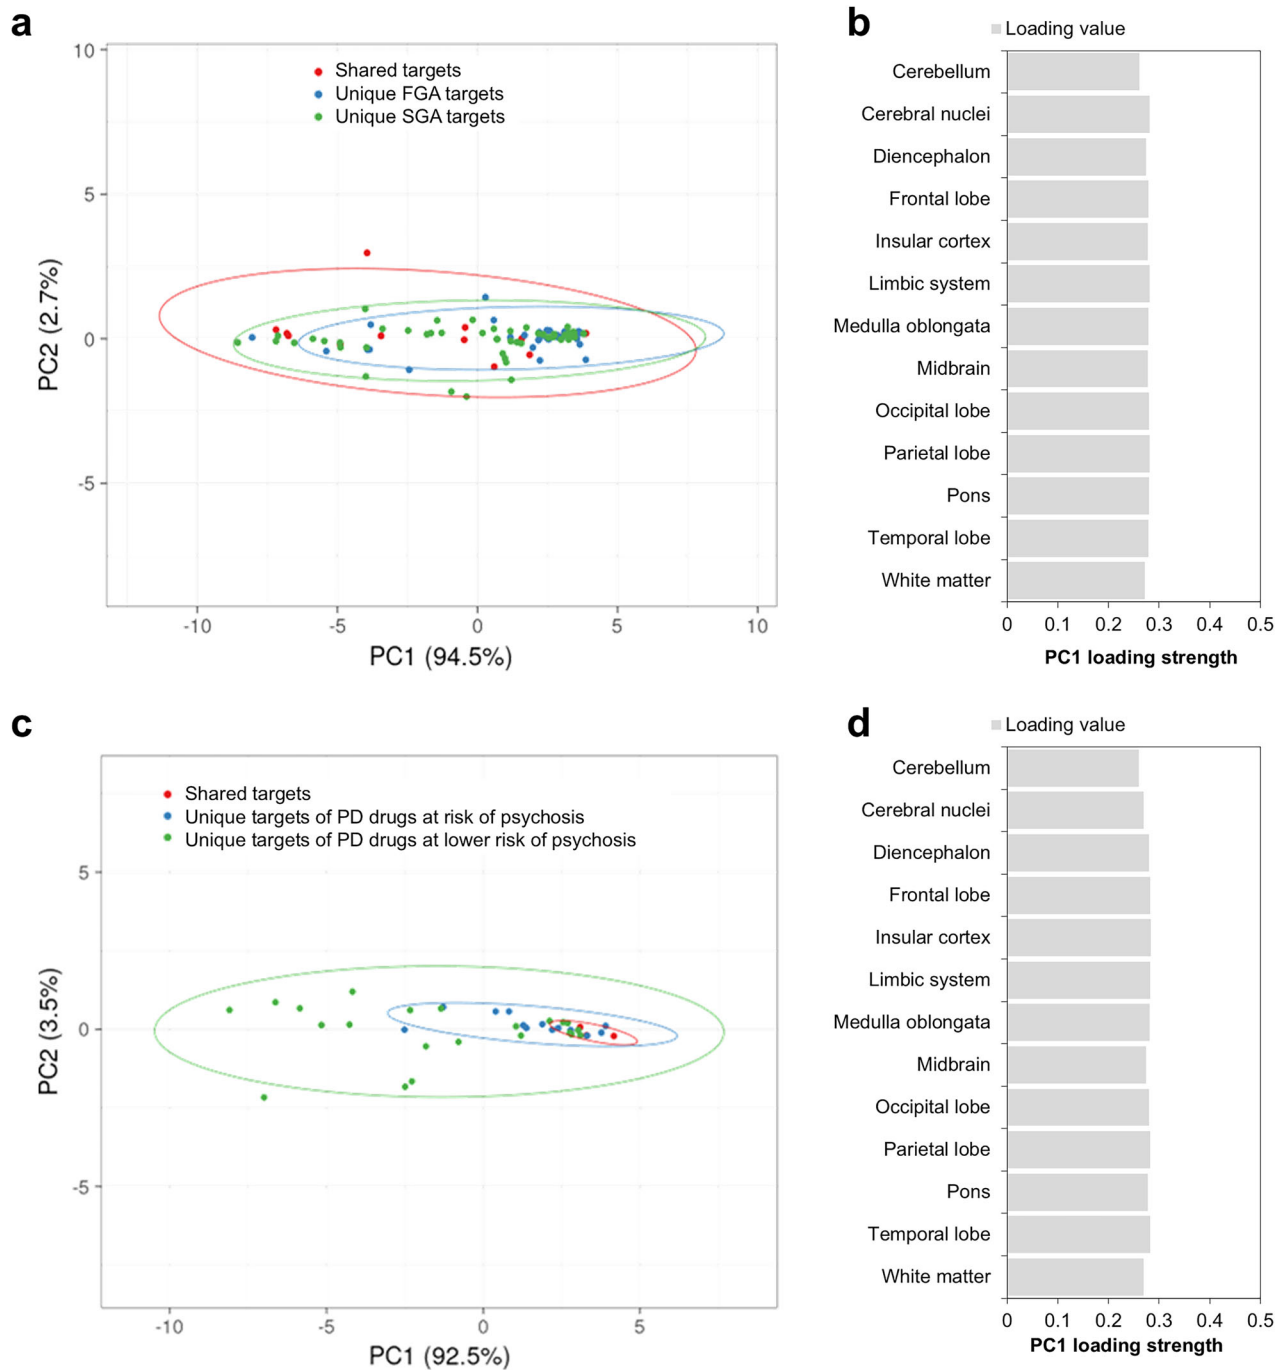 a
10
5
0
-5
-10
-5
0
5
10
PC1 (94.5%)
PC2 (2.7%)
Shared targets
Unique FGA targets
Unique SGA targets
b
Loading value
Cerebellum
Cerebral nuclei
Diencephalon
Frontal lobe
Insular cortex
Limbic system
Medulla oblongata
Midbrain
Occipital lobe
Parietal lobe
Pons
Temporal lobe
White matter
0 0.1 0.2 0.3 0.4 0.5
PC1 loading strength
c
Shared targets
Unique targets of PD drugs at risk of psychosis
Unique targets of PD drugs at lower risk of psychosis
5
0
-5
-10
-5
0
5
PC1 (92.5%)
PC2 (3.5%)
d
Loading value
Cerebellum
Cerebral nuclei
Diencephalon
Frontal lobe
Insular cortex
Limbic system
Medulla oblongata
Midbrain
Occipital lobe
Parietal lobe
Pons
Temporal lobe
White matter
0 0.1 0.2 0.3 0.4 0.5
PC1 loading strength